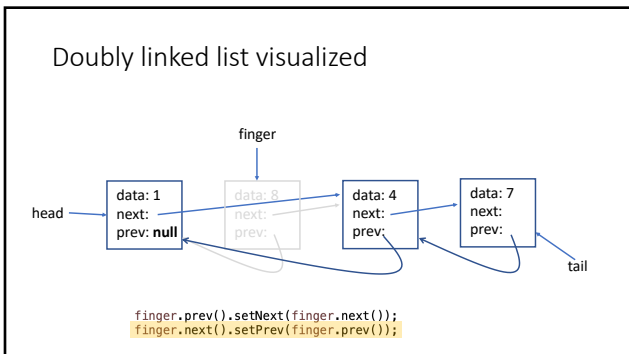 Doubly linked list visualized
finger
head
data: 1
next:
prev: null
data: 8
next:
prev:
data: 4
next:
prev:
data: 7
next:
prev:
tail
finger.prev().setNext(finger.next());
finger.next().setPrev(finger.prev());